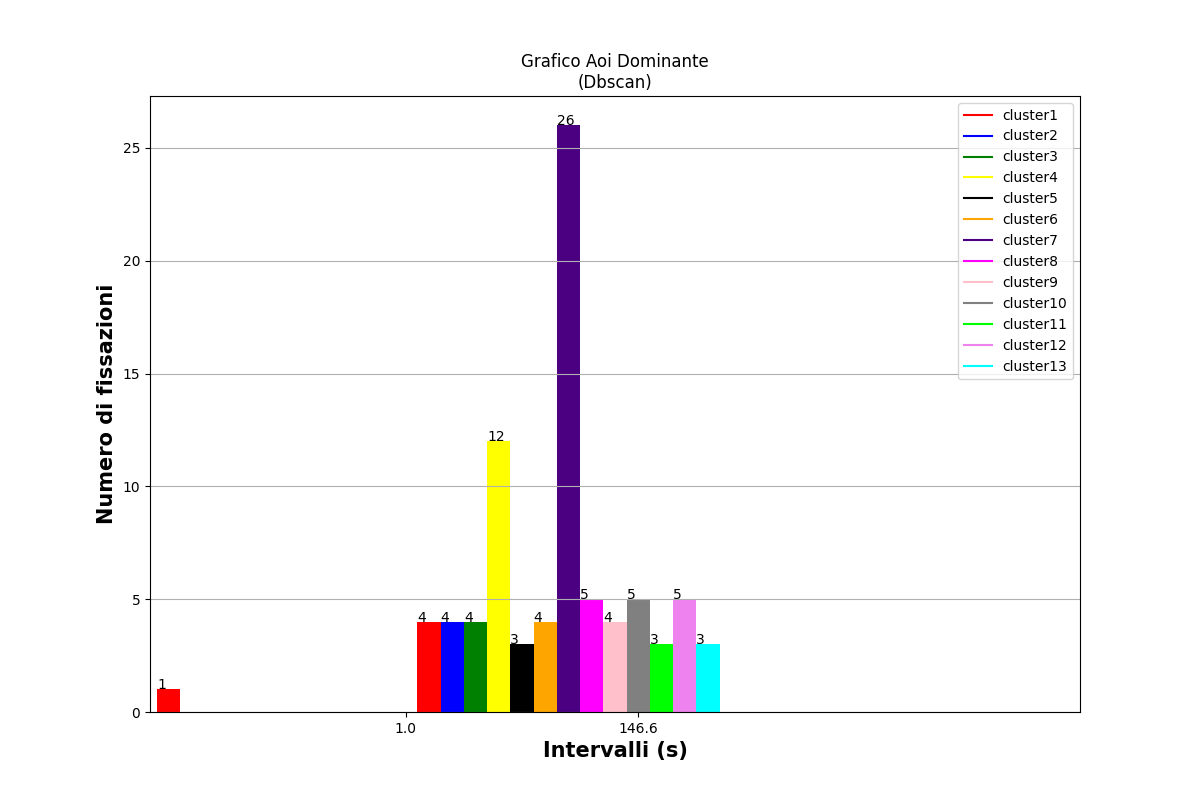 Grafico Aoi Dominante
(Dbscan)
cluster1
cluster2
cluster3
cluster4
cluster5
cluster6
cluster7
cluster8
cluster9
cluster10
cluster11
cluster12
cluster13
Numero di fissazioni
25
20
15
10
5
0
1
4
4
4
12
3
4
26
5
4
5
3
5
3
1.0
146.6
Intervalli (s)